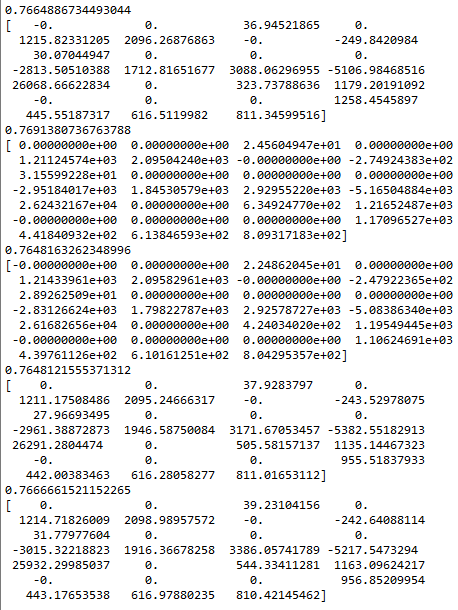 0.7664886734493044
[   -0.            0.           36.94521865    0.
  1215.82331205  2096.26876863   -0.         -249.8420984
    30.07044947     0.            0.            0.
 -2813.50510388  1712.81651677  3088.06296955 -5106.98468516
 26068.66622834     0.          323.73788636  1179.20191092
    -0.             0.            0.         1258.4545897
   445.55187317   616.5119982   811.34599516]
0.7691380736763788
[ 0.00000000e+00  0.00000000e+00  2.45604947e+01  0.00000000e+00
  1.21124574e+03  2.09504240e+03 -0.00000000e+00 -2.74924383e+02
  3.15599228e+01  0.00000000e+00  0.00000000e+00  0.00000000e+00
 -2.95184017e+03  1.84530579e+03  2.92955220e+03 -5.16504884e+03
  2.62432167e+04  0.00000000e+00  6.34924770e+02  1.21652487e+03
 -0.00000000e+00  0.00000000e+00  0.00000000e+00  1.17096527e+03
  4.41840932e+02  6.13846593e+02  8.09317183e+02]
0.7648163262348996
[-0.00000000e+00  0.00000000e+00  2.24862045e+01  0.00000000e+00
  1.21433961e+03  2.09582961e+03 -0.00000000e+00 -2.47922365e+02
  2.89262509e+01  0.00000000e+00  0.00000000e+00  0.00000000e+00
 -2.83126624e+03  1.79822787e+03  2.92578727e+03 -5.08386340e+03
  2.61682656e+04  0.00000000e+00  4.24034020e+02  1.19549445e+03
 -0.00000000e+00  0.00000000e+00  0.00000000e+00  1.10624691e+03
  4.39761126e+02  6.10161251e+02  8.04295357e+02]
0.7648121555371312
[    0.            0.           37.9283797     0.
  1211.17508486  2095.24666317   -0.         -243.52978075
    27.96693495     0.            0.            0.
 -2961.38872873  1946.58750084  3171.67053457 -5382.55182913
 26291.2804474      0.          505.58157137  1135.14467323
    -0.             0.            0.          955.51837933
   442.00383463   616.28058277   811.01653112]
0.7666661521152265
[    0.            0.           39.23104156    0.
  1214.71826009  2098.98957572   -0.         -242.64088114
    31.77977604     0.            0.            0.
 -3015.32218823  1916.36678258  3386.05741789 -5217.5473294
 25932.29985037     0.          544.33411281  1163.09624217
    -0.             0.            0.          956.85209954
   443.17653538   616.97880235   810.42145462]